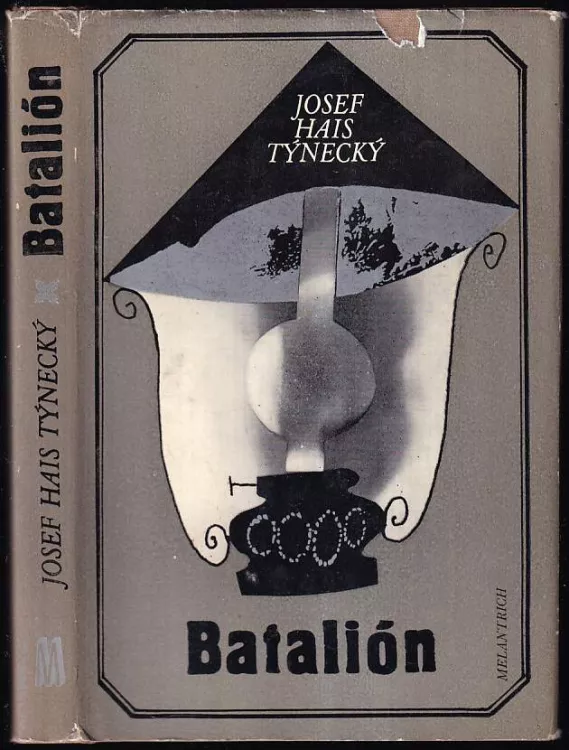 JOSEF
HAIS
TÝNECKÝ
Batalión
MELANTRICH
JOSEF HAIS TÝNECKÝ
Batalión
M